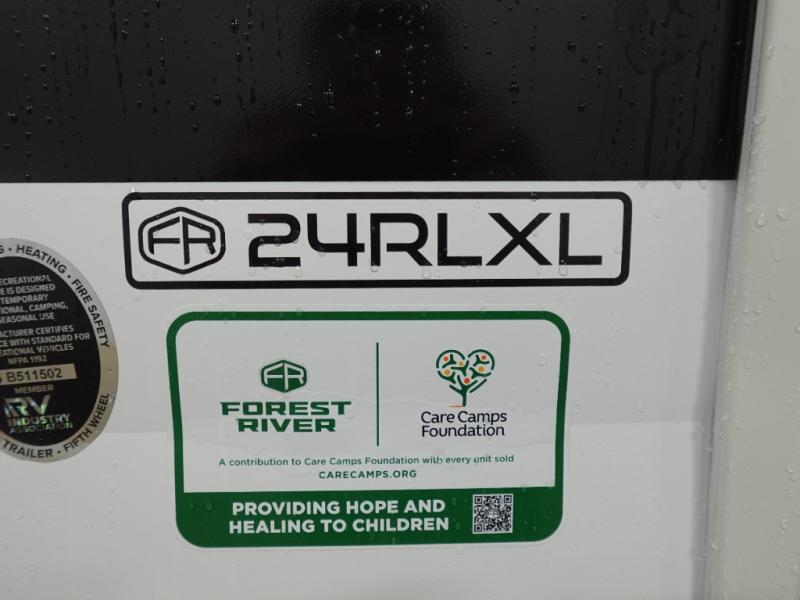 FR 24RLXL
HEATING • FIRE SAFETY
RECREATIONAL
IS DESIGNED
TEMPORARY
CAMPING,
SEASONAL USE
CERTIFIES
WITH STANDARD FOR
VEHICLES
NFPA 1192
B511502
MEMBER
RV
INDUSTRY
ASSOCIATION
TRAILER • FIFTH WHEEL
FR
FOREST
RIVER
Care Camps
Foundation
A contribution to Care Camps Foundation with every unit sold
CARECAMPS.ORG
PROVIDING HOPE AND
HEALING TO CHILDREN